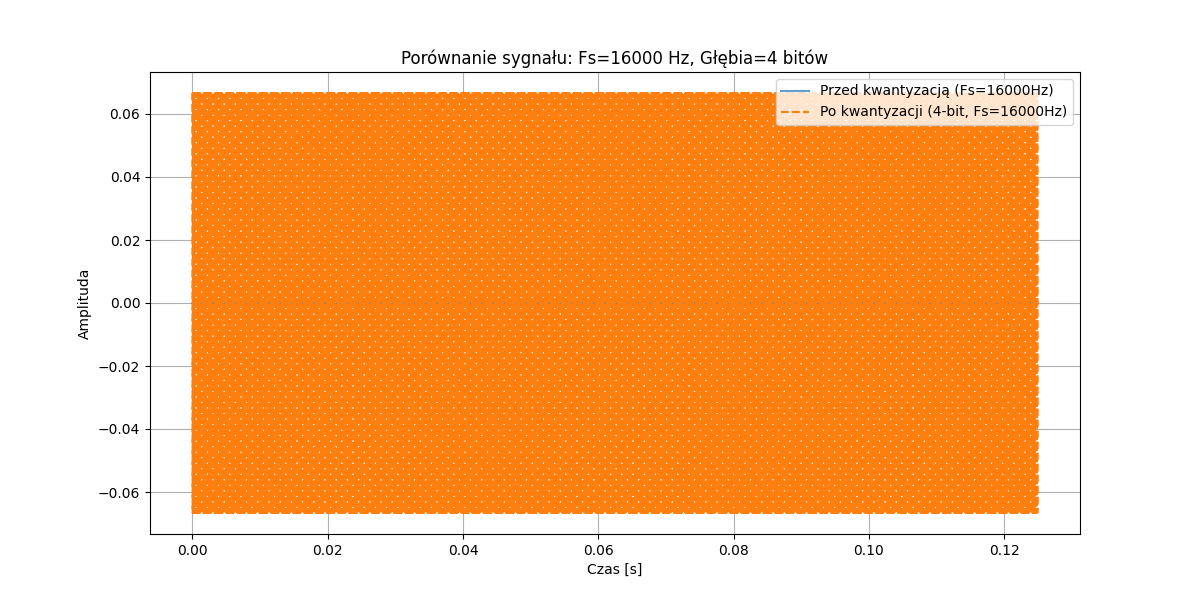 Porównanie sygnału: Fs=16000 Hz, Głębia=4 bitów
Przed kwantyzacją (Fs=16000Hz)
Po kwantyzacji (4-bit, Fs=16000Hz)
0.06
0.04
0.02
0.00
−0.02
−0.04
−0.06
Amplituda
0.00 0.02 0.04 0.06 0.08 0.10 0.12
Czas [s]